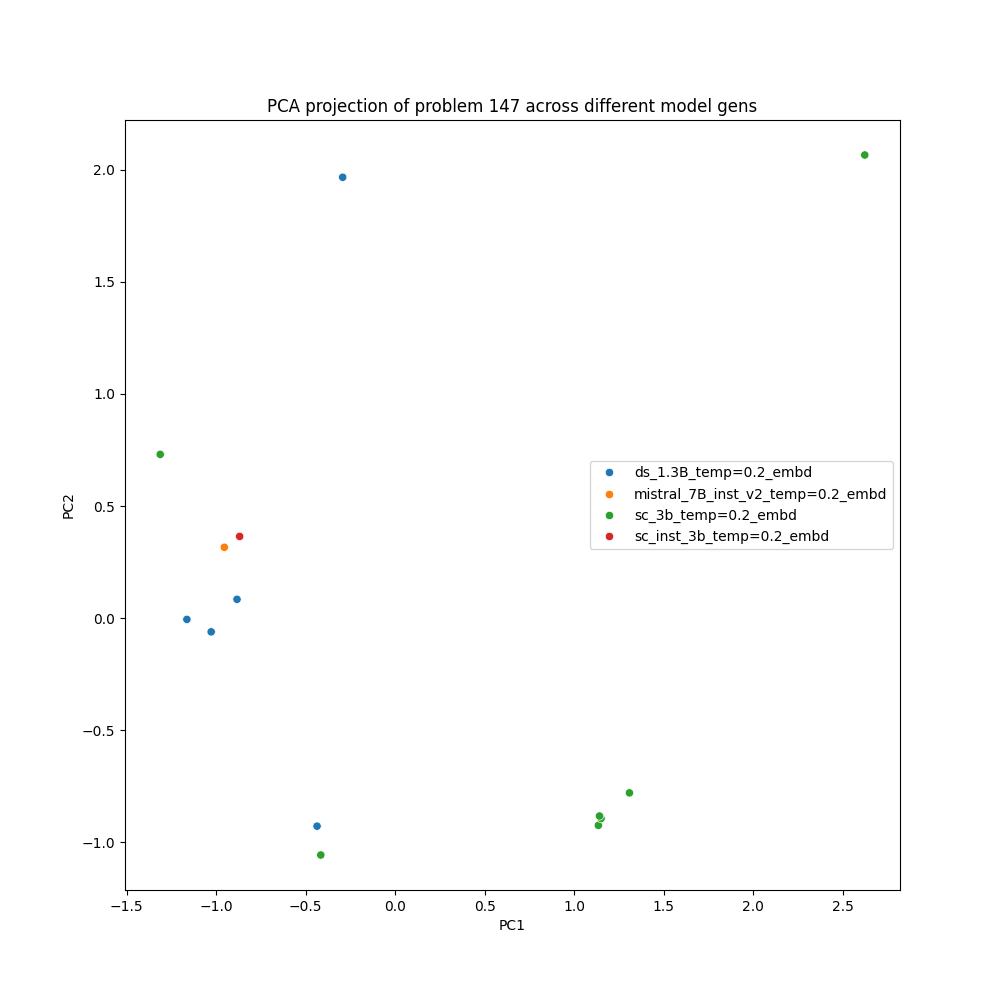 PCA projection of problem 147 across different model gens
2.0
1.5
1.0
0.5
0.0
−0.5
−1.0
PC2
ds_1.3B_temp=0.2_embd
mistral_7B_inst_v2_temp=0.2_embd
sc_3b_temp=0.2_embd
sc_inst_3b_temp=0.2_embd
−1.5 −1.0 −0.5 0.0 0.5 1.0 1.5 2.0 2.5
PC1